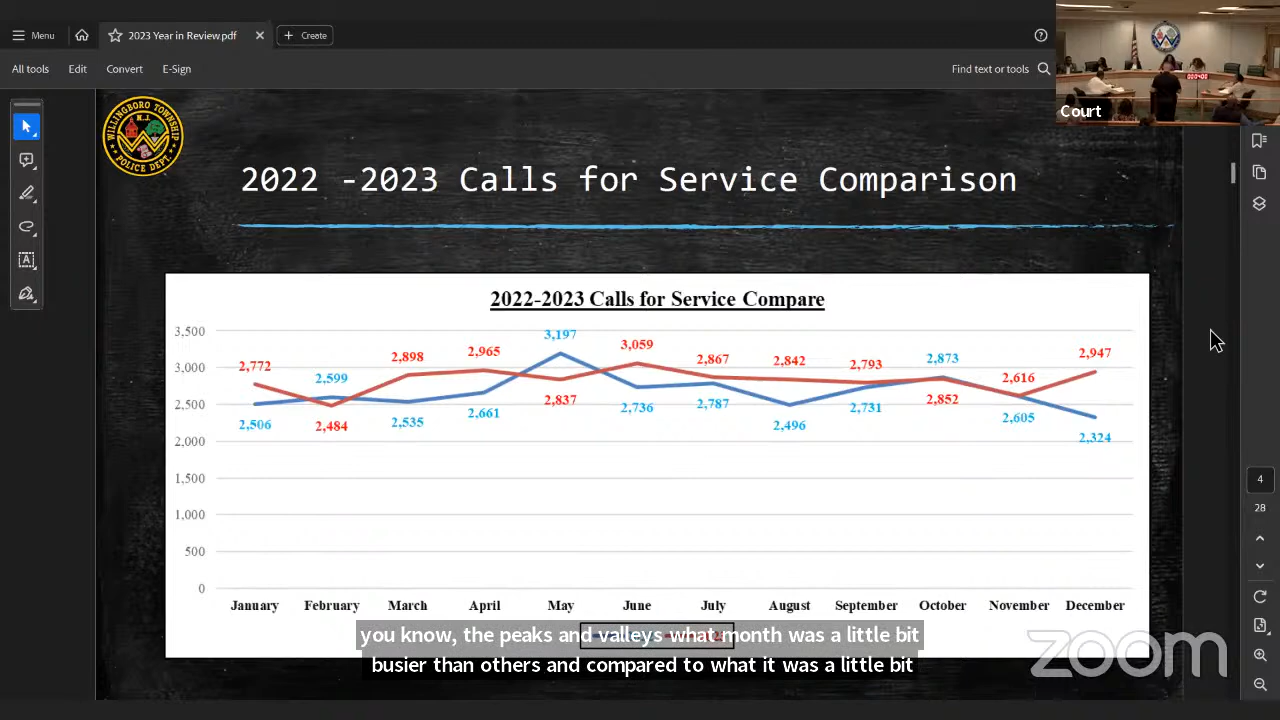 Menu
2023 Year in Review.pdf
Create
All tools
Edit
Convert
E-Sign
Find text or tools
Court
WILLINGBORO TOWNSHIP
N.J.
POLICE DEPT.
2022 -2023 Calls for Service Comparison
2022-2023 Calls for Service Compare
3,500
3,000
2,500
2,000
1,500
1,000
500
0
2,772
2,506
2,599
2,484
2,898
2,535
2,965
2,661
3,197
2,837
3,059
2,736
2,867
2,787
2,842
2,496
2,793
2,731
2,873
2,852
2,616
2,605
2,947
2,324
January
February
March
April
May
June
July
August
September
October
November
December
you know, the peaks and valleys what month was a little bit
busier than others and compared to what it was a little bit
4
28
zoom